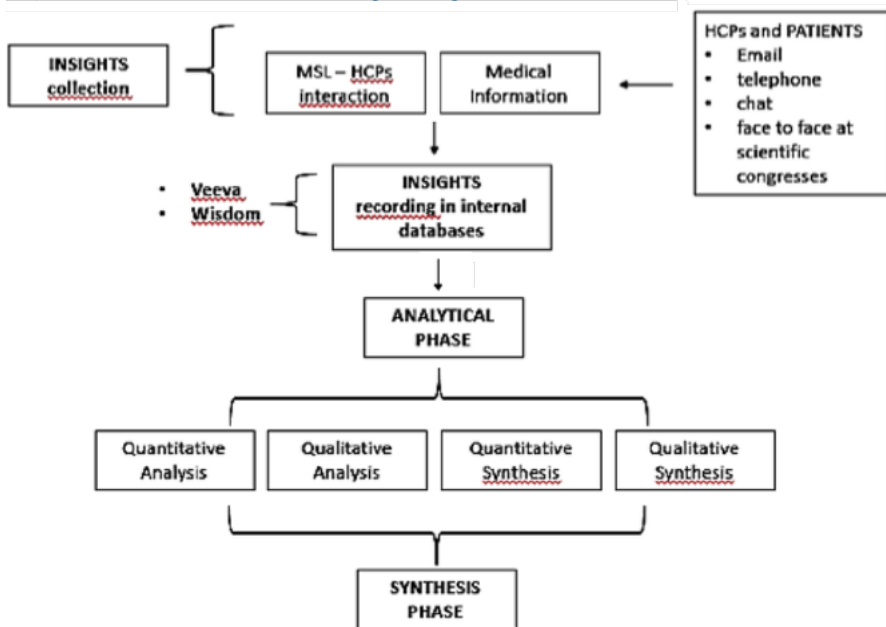 INSIGHTS
collection
MSL – HCPs
interaction
Medical
Information
HCPs and PATIENTS
• Email
• telephone
• chat
• face to face at
scientific
congresses
• Veeva
• Wisdom
INSIGHTS
recording in internal
databases
ANALYTICAL
PHASE
Quantitative
Analysis
Qualitative
Analysis
Quantitative
Synthesis
Qualitative
Synthesis
SYNTHESIS
PHASE